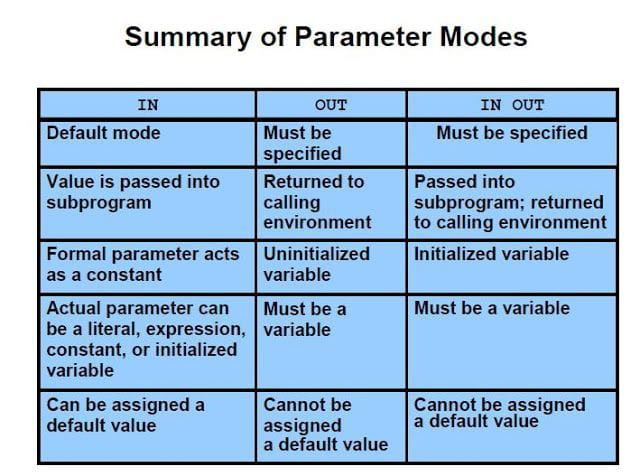 Summary of Parameter Modes
IN
OUT
IN OUT
Default mode
Must be
specified
Must be specified
Value is passed into
subprogram
Returned to
calling
environment
Passed into
subprogram; returned
to calling environment
Formal parameter acts
as a constant
Uninitialized
variable
Initialized variable
Actual parameter can
be a literal, expression,
constant, or initialized
variable
Must be a
variable
Must be a variable
Can be assigned a
default value
Cannot be
assigned
a default value
Cannot be assigned
a default value